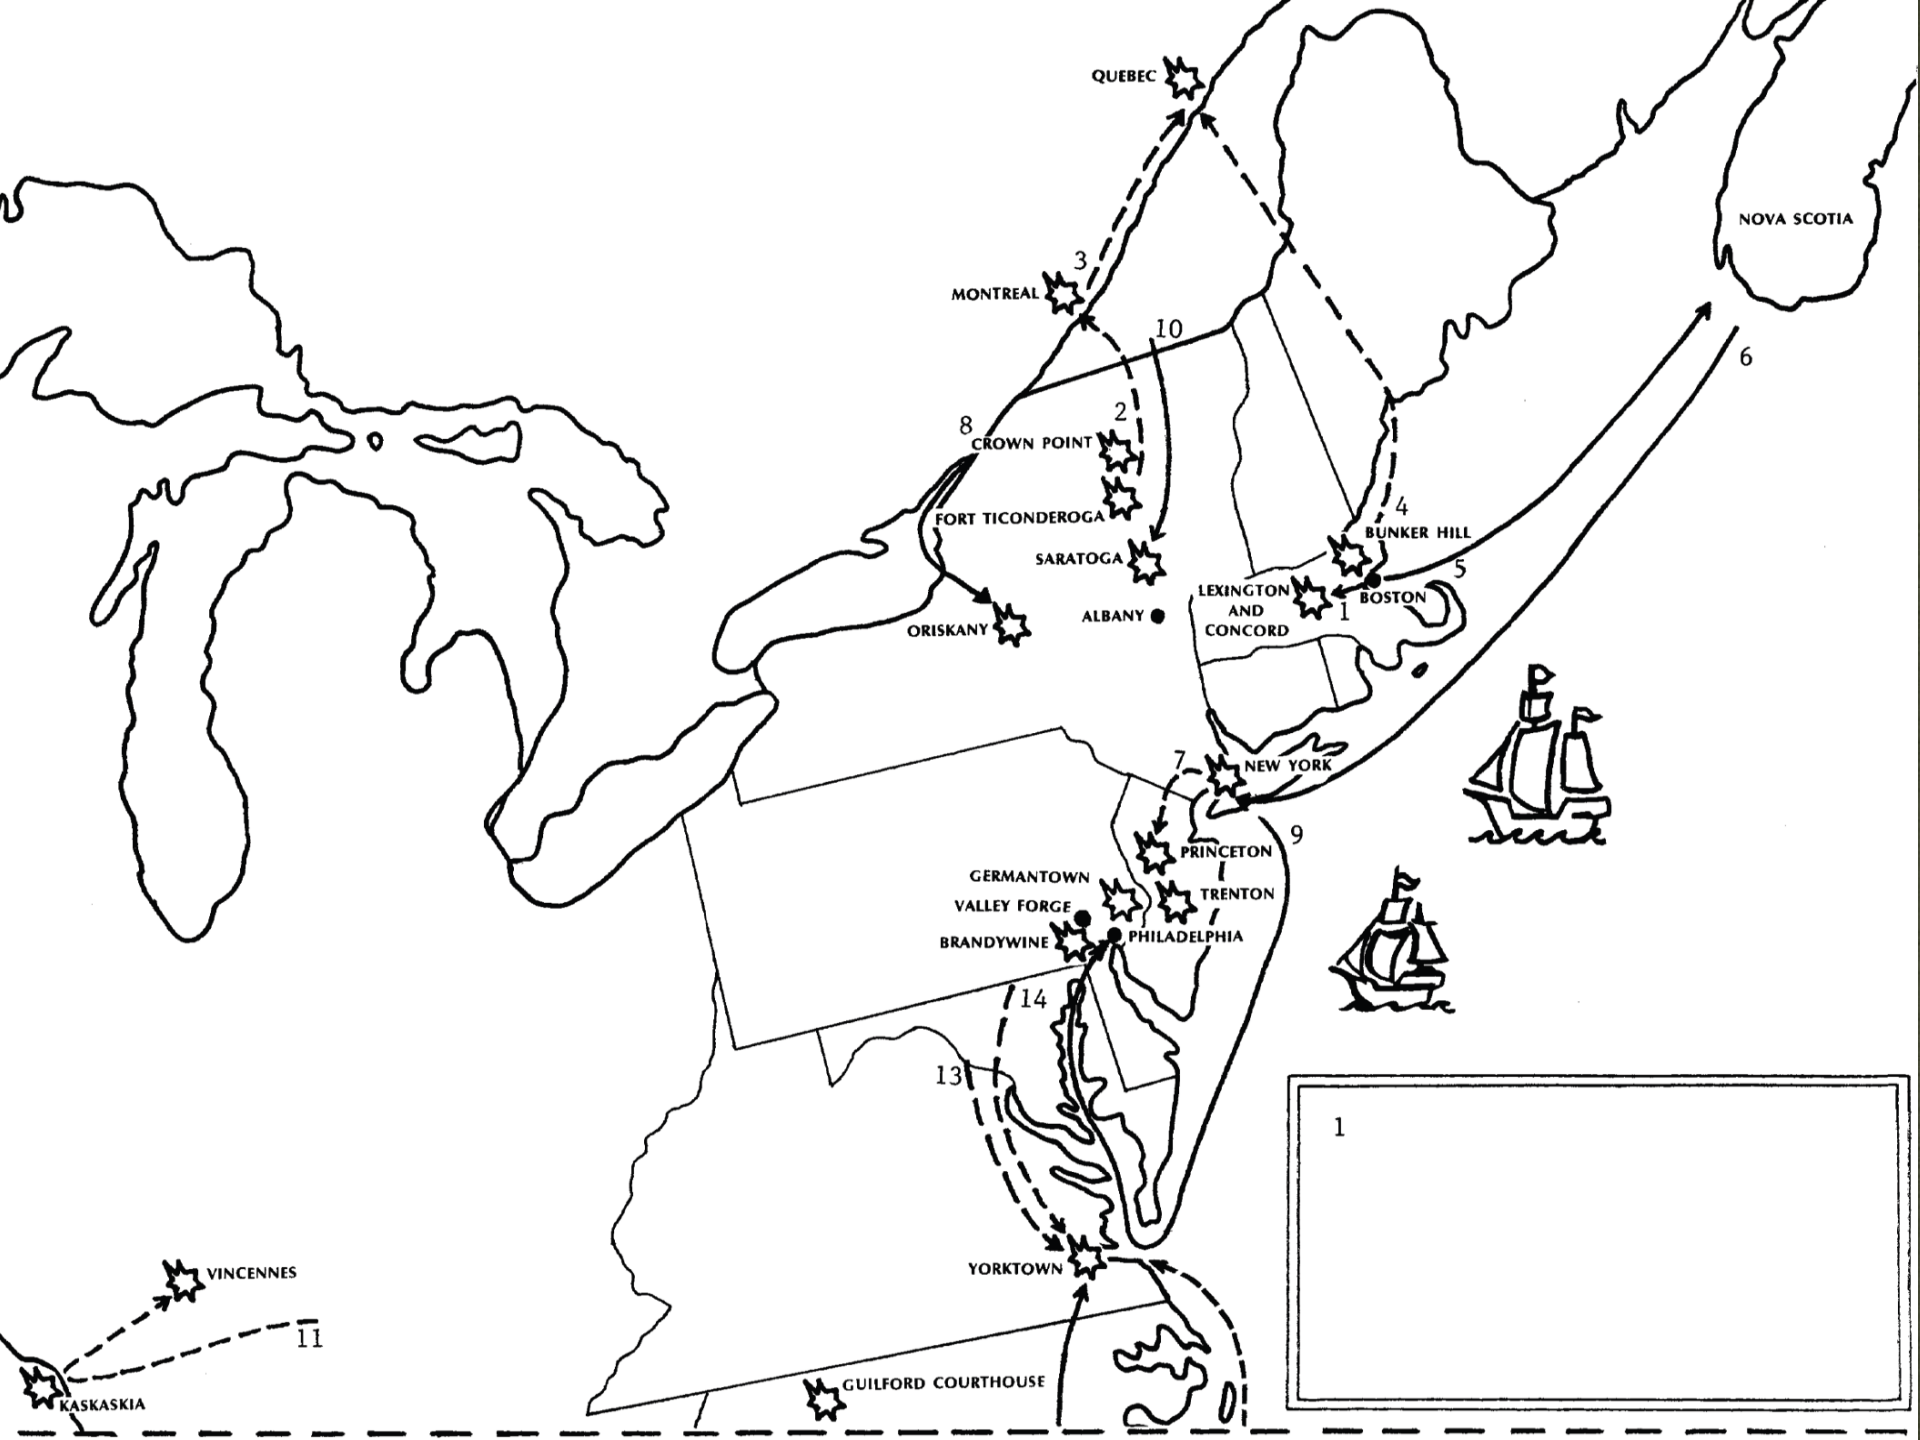 QUEBEC
NOVA SCOTIA
3
MONTREAL
10
6
2
8
CROWN POINT
4
FORT TICONDEROGA
BUNKER HILL
SARATOGA
5
LEXINGTON
AND
CONCORD
1
BOSTON
ALBANY
ORISKANY
7
NEW YORK
9
PRINCETON
GERMANTOWN
TRENTON
VALLEY FORGE
PHILADELPHIA
BRANDYWINE
14
13
1
YORKTOWN
VINCENNES
11
GUILFORD COURTHOUSE
KASKASKIA